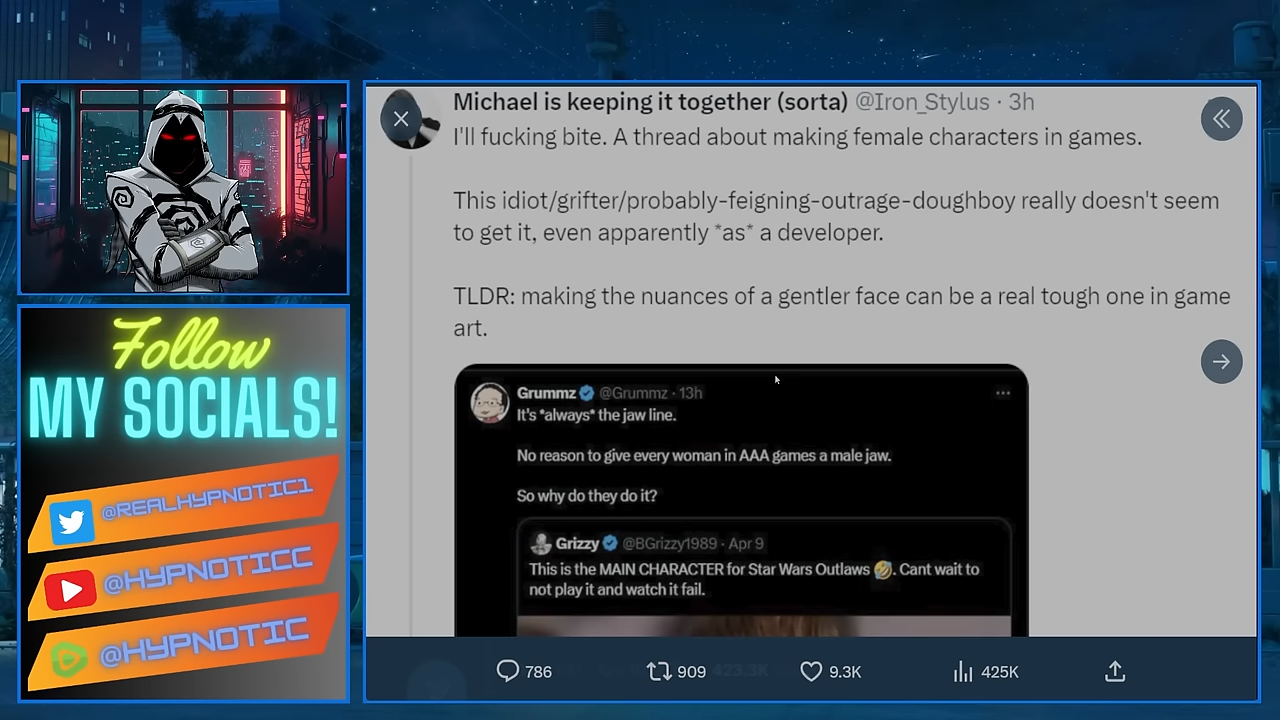 Michael is keeping it together (sorta) @Iron_Stylus · 3h
I'll fucking bite. A thread about making female characters in games.
This idiot/grifter/probably-feigning-outrage-doughboy really doesn't seem
to get it, even apparently *as* a developer.
TLDR: making the nuances of a gentler face can be a real tough one in game
art.
Grummz @Grummz · 13h
It's *always* the jaw line.
No reason to give every woman in AAA games a male jaw.
So why do they do it?
Grizzy @BGrizzy1989 · Apr 9
This is the MAIN CHARACTER for Star Wars Outlaws 🤣. Cant wait to
not play it and watch it fail.
786 909 9.3K 425K
423.3K
Follow
MY SOCIALS!
@REALHYPNOTIC1
@HYPNOTICC
@HYPNOTIC